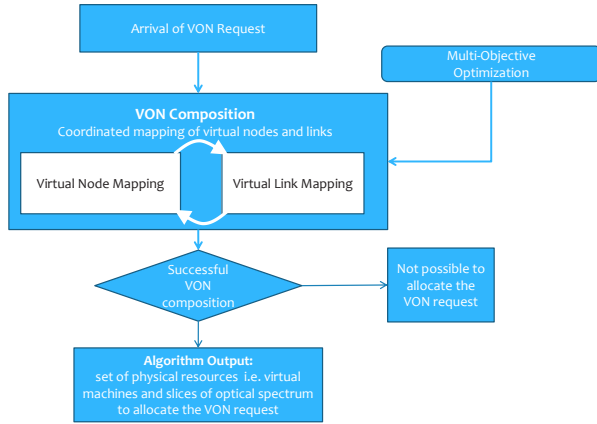 Arrival of VON Request
Multi-Objective
Optimization
VON Composition
Coordinated mapping of virtual nodes and links
Virtual Node Mapping
Virtual Link Mapping
Successful
VON
composition
Not possible to
allocate the
VON request
Algorithm Output:
set of physical resources i.e. virtual
machines and slices of optical spectrum
to allocate the VON request